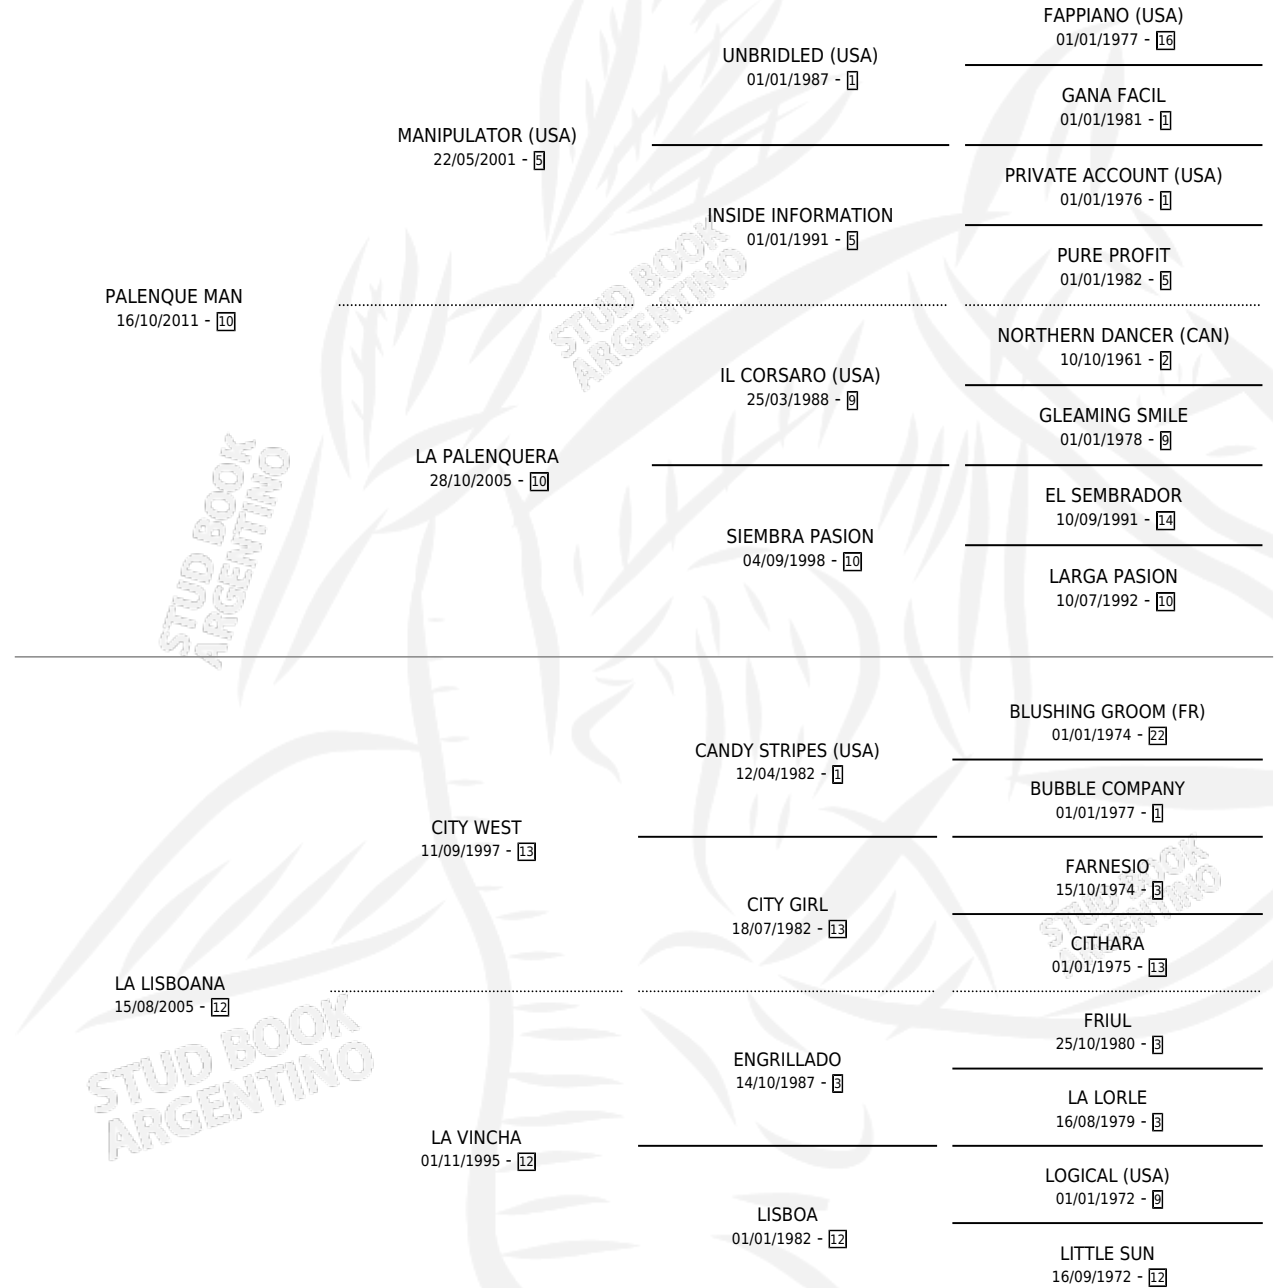 FAPPIANO (USA)
01/01/1977 - 16
UNBRIDLED (USA)
01/01/1987 - 1
GANA FACIL
01/01/1981 - 1
MANIPULATOR (USA)
22/05/2001 - 5
PRIVATE ACCOUNT (USA)
01/01/1976 - 1
INSIDE INFORMATION
01/01/1991 - 5
PURE PROFIT
01/01/1982 - 5
PALENQUE MAN
16/10/2011 - 10
NORTHERN DANCER (CAN)
10/10/1961 - 2
IL CORSARO (USA)
25/03/1988 - 9
GLEAMING SMILE
01/01/1978 - 9
LA PALENQUERA
28/10/2005 - 10
EL SEMBRADOR
10/09/1991 - 14
SIEMBRA PASION
04/09/1998 - 10
LARGA PASION
10/07/1992 - 10
STUD BOOK
ARGENTINO
STUD BOOK
ARGENTINO
BLUSHING GROOM (FR)
01/01/1974 - 22
CANDY STRIPES (USA)
12/04/1982 - 1
BUBBLE COMPANY
01/01/1977 - 1
CITY WEST
11/09/1997 - 13
FARNESIO
15/10/1974 - 3
CITY GIRL
18/07/1982 - 13
CITHARA
01/01/1975 - 13
LA LISBOANA
15/08/2005 - 12
FRIUL
25/10/1980 - 3
ENGRILLADO
14/10/1987 - 3
LA LORLE
16/08/1979 - 3
LA VINCHA
01/11/1995 - 12
LOGICAL (USA)
01/01/1972 - 9
LISBOA
01/01/1982 - 12
LITTLE SUN
16/09/1972 - 12
STUD BOOK
ARGENTINO
STUD BOOK
ARGENTINO